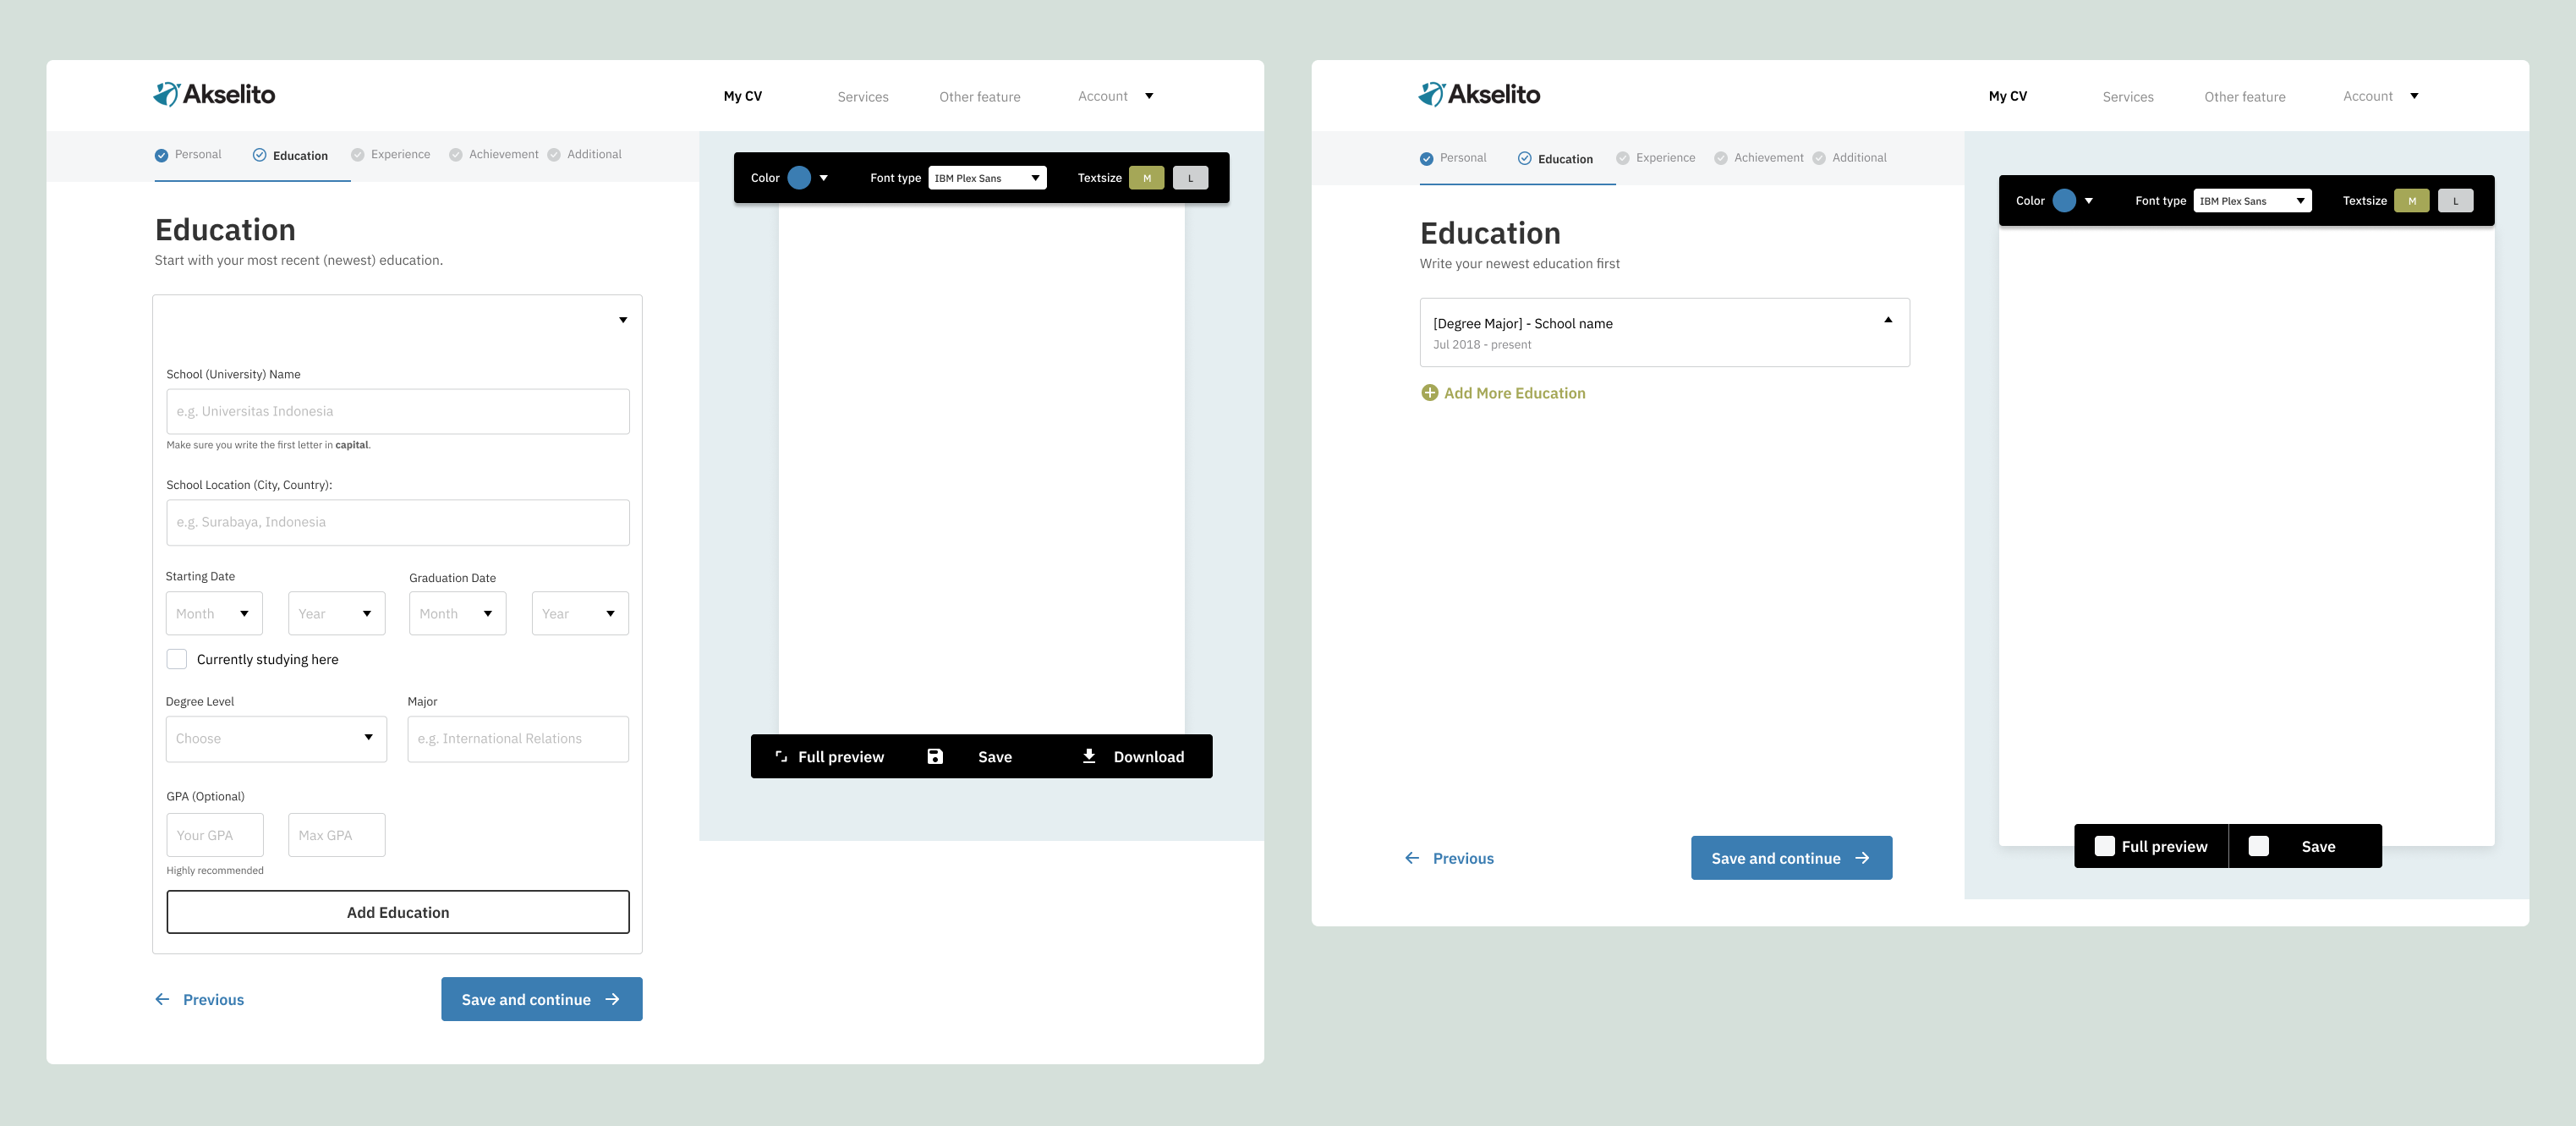 Akselito
My CV Services Other feature Account
Personal Education Experience Achievement Additional
Education
Start with your most recent (newest) education.
School (University) Name
e.g. Universitas Indonesia
Make sure you write the first letter in capital.
School Location (City, Country):
e.g. Surabaya, Indonesia
Starting Date Graduation Date
Month Year Month Year
Currently studying here
Degree Level Major
Choose e.g. International Relations
GPA (Optional)
Your GPA Max GPA
Highly recommended
Add Education
Previous Save and continue
Color Font type IBM Plex Sans Textsize M L
Full preview Save Download
Akselito
My CV Services Other feature Account
Personal Education Experience Achievement Additional
Education
Write your newest education first
[Degree Major] - School name
Jul 2018 - present
Add More Education
Previous Save and continue
Color Font type IBM Plex Sans Textsize M L
Full preview Save